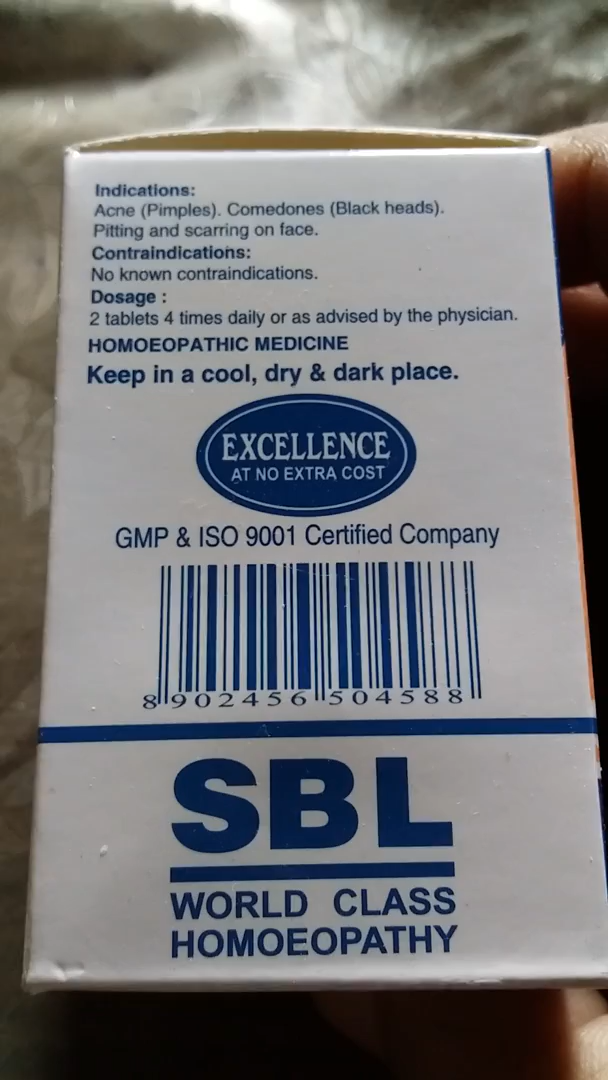 Indications:
Acne (Pimples). Comedones (Black heads).
Pitting and scarring on face.
Contraindications:
No known contraindications.
Dosage :
2 tablets 4 times daily or as advised by the physician.
HOMOEOPATHIC MEDICINE
Keep in a cool, dry & dark place.
EXCELLENCE
AT NO EXTRA COST
GMP & ISO 9001 Certified Company
8 902456 504588
SBL
WORLD CLASS
HOMOEOPATHY